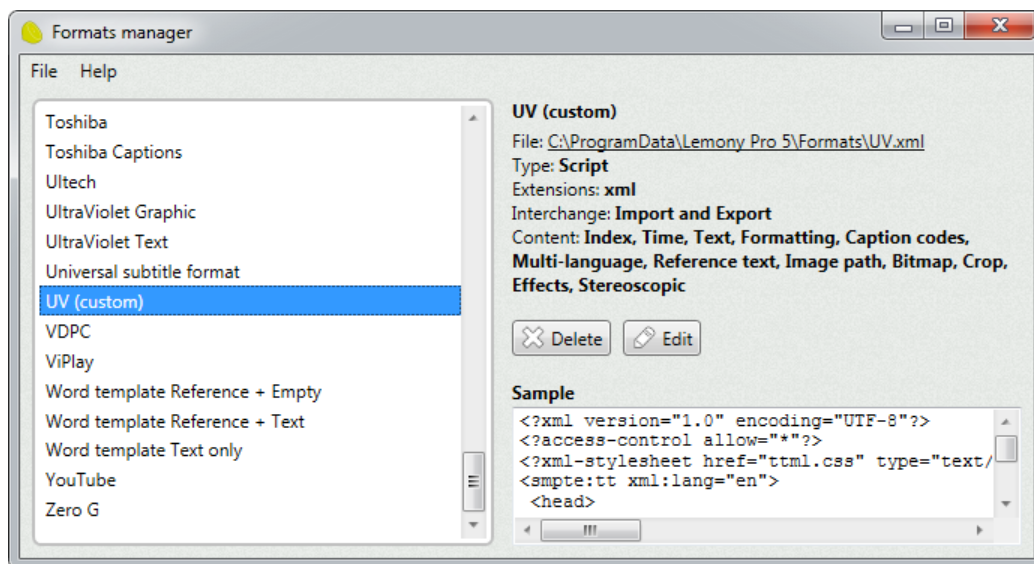 Formats manager
File Help
Toshiba
Toshiba Captions
Ultech
UltraViolet Graphic
UltraViolet Text
Universal subtitle format
UV (custom)
VDPC
ViPlay
Word template Reference + Empty
Word template Reference + Text
Word template Text only
YouTube
Zero G
UV (custom)
File: C:\ProgramData\Lemony Pro 5\Formats\UV.xml
Type: Script
Extensions: xml
Interchange: Import and Export
Content: Index, Time, Text, Formatting, Caption codes,
Multi-language, Reference text, Image path, Bitmap, Crop,
Effects, Stereoscopic
Delete Edit
Sample
<?xml version="1.0" encoding="UTF-8"?>
<?access-control allow="*"?>
<?xml-stylesheet href="ttml.css" type="text/
<smpte:tt xml:lang="en">
<head>